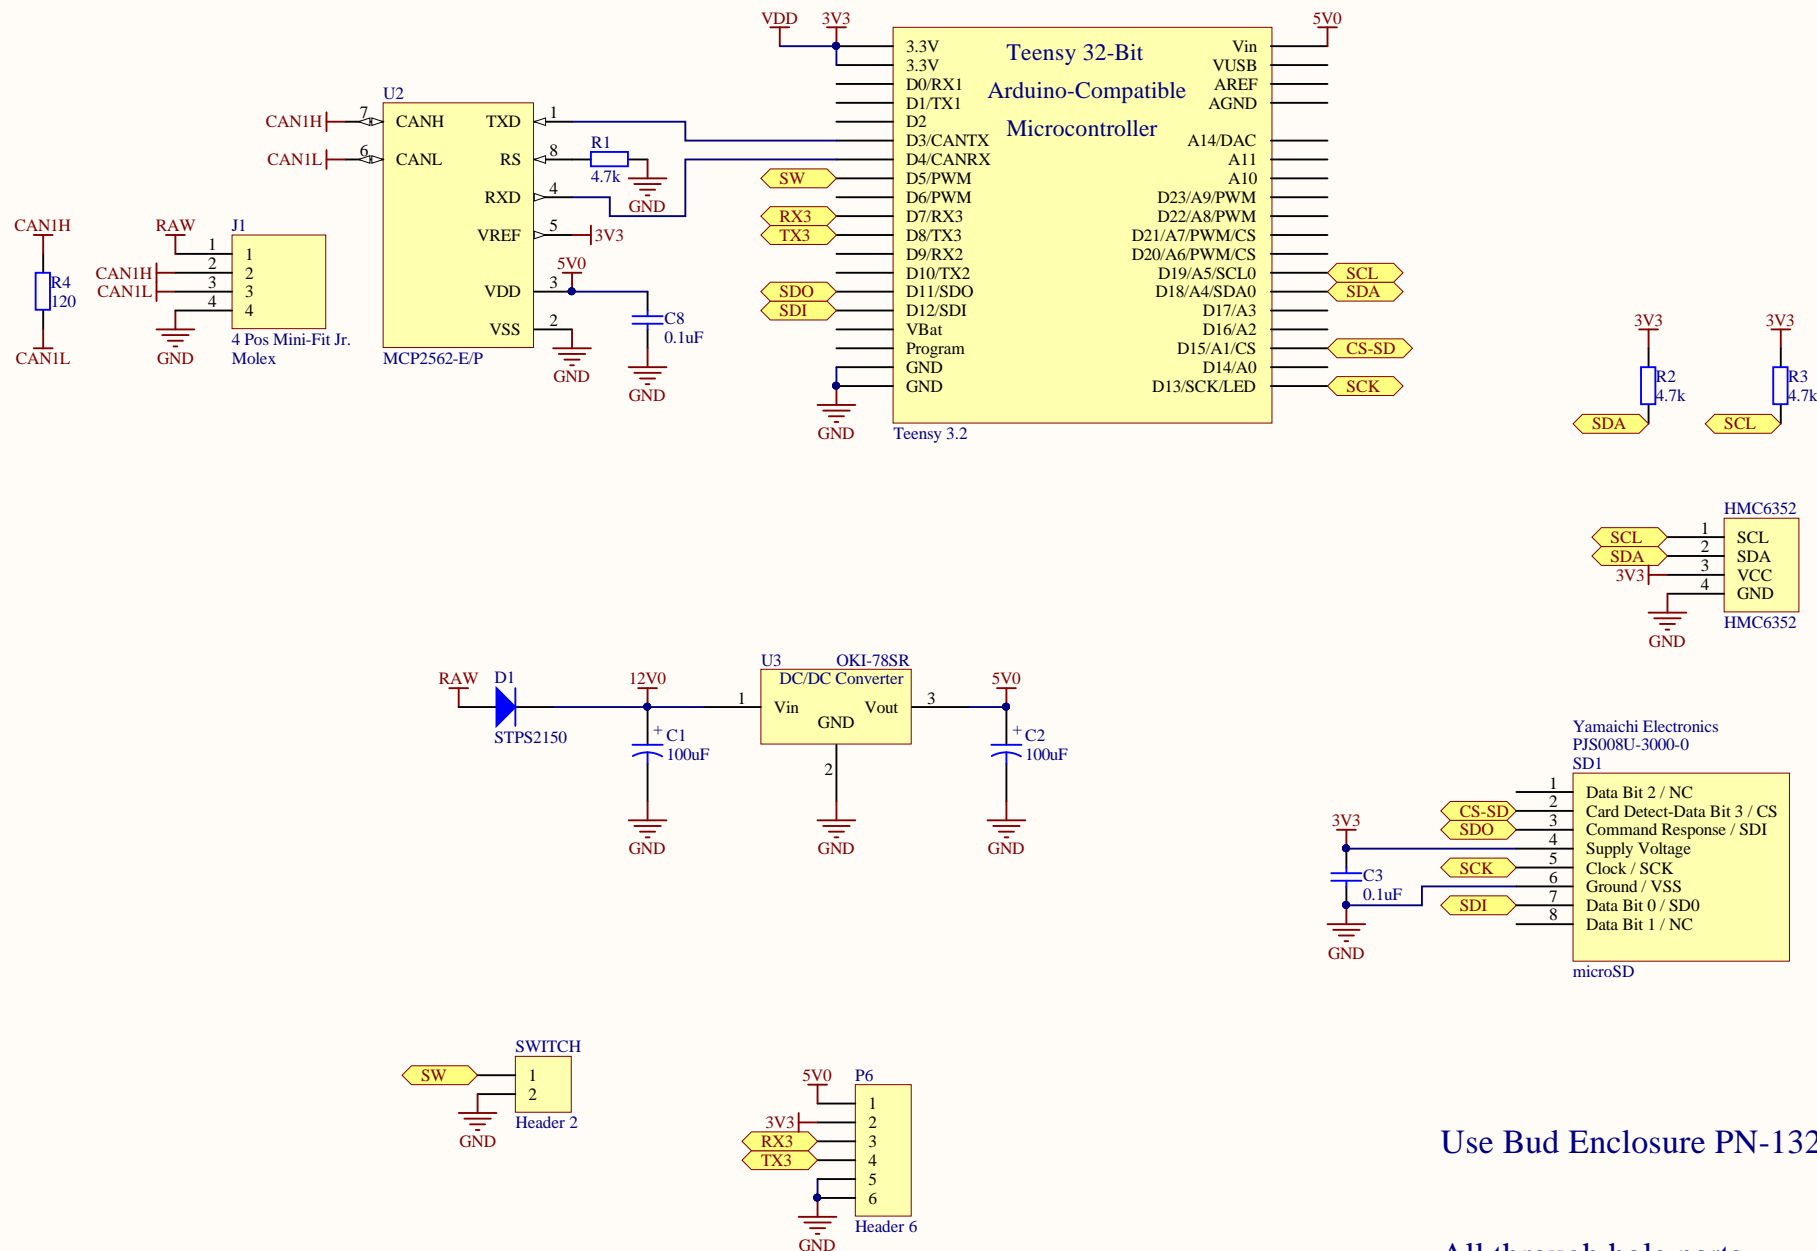 VDD 3V3 5V0
Teensy 32-Bit
Arduino-Compatible
Microcontroller
3.3V
3.3V
D0/RX1
D1/TX1
D2
D3/CANTX
D4/CANRX
D5/PWM
D6/PWM
D7/RX3
D8/TX3
D9/RX2
D10/TX2
D11/SDO
D12/SDI
VBat
Program
GND
GND
Vin
VUSB
AREF
AGND
A14/DAC
A11
A10
D23/A9/PWM
D22/A8/PWM
D21/A7/PWM/CS
D20/A6/PWM/CS
D19/A5/SCL0
D18/A4/SDA0
D17/A3
D16/A2
D15/A1/CS
D14/A0
D13/SCK/LED
Teensy 3.2
SW
RX3
TX3
SDO
SDI
GND
SCL
SDA
CS-SD
SCK
U2
CAN1H 7 CANH TXD 1
CAN1L 6 CANL RS 8
RXD 4
VREF 5 3V3
VDD 3
VSS 2
MCP2562-E/P
R1
4.7k
GND
5V0
C8
0.1uF
GND
GND
CAN1H
R4
120
CAN1L
RAW
J1
1 1
CAN1H 2 2
CAN1L 3 3
4 4
GND
4 Pos Mini-Fit Jr.
Molex
3V3
R2
4.7k
SDA
3V3
R3
4.7k
SCL
HMC6352
SCL 1 SCL
SDA 2 SDA
3V3 3 VCC
4 GND
GND
HMC6352
RAW
D1
STPS2150
12V0
+ C1
100uF
GND
U3 OKI-78SR
DC/DC Converter
1 Vin Vout 3
GND
2
GND
5V0
+ C2
100uF
GND
Yamaichi Electronics
PJS008U-3000-0
SD1
1 Data Bit 2 / NC
CS-SD 2 Card Detect-Data Bit 3 / CS
SDO 3 Command Response / SDI
4 Supply Voltage
SCK 5 Clock / SCK
6 Ground / VSS
SDI 7 Data Bit 0 / SD0
8 Data Bit 1 / NC
microSD
3V3
C3
0.1uF
GND
SWITCH
SW 1
2
GND
Header 2
5V0 P6
1
3V3 2
RX3 3
TX3 4
5
6
GND
Header 6
Use Bud Enclosure PN-132